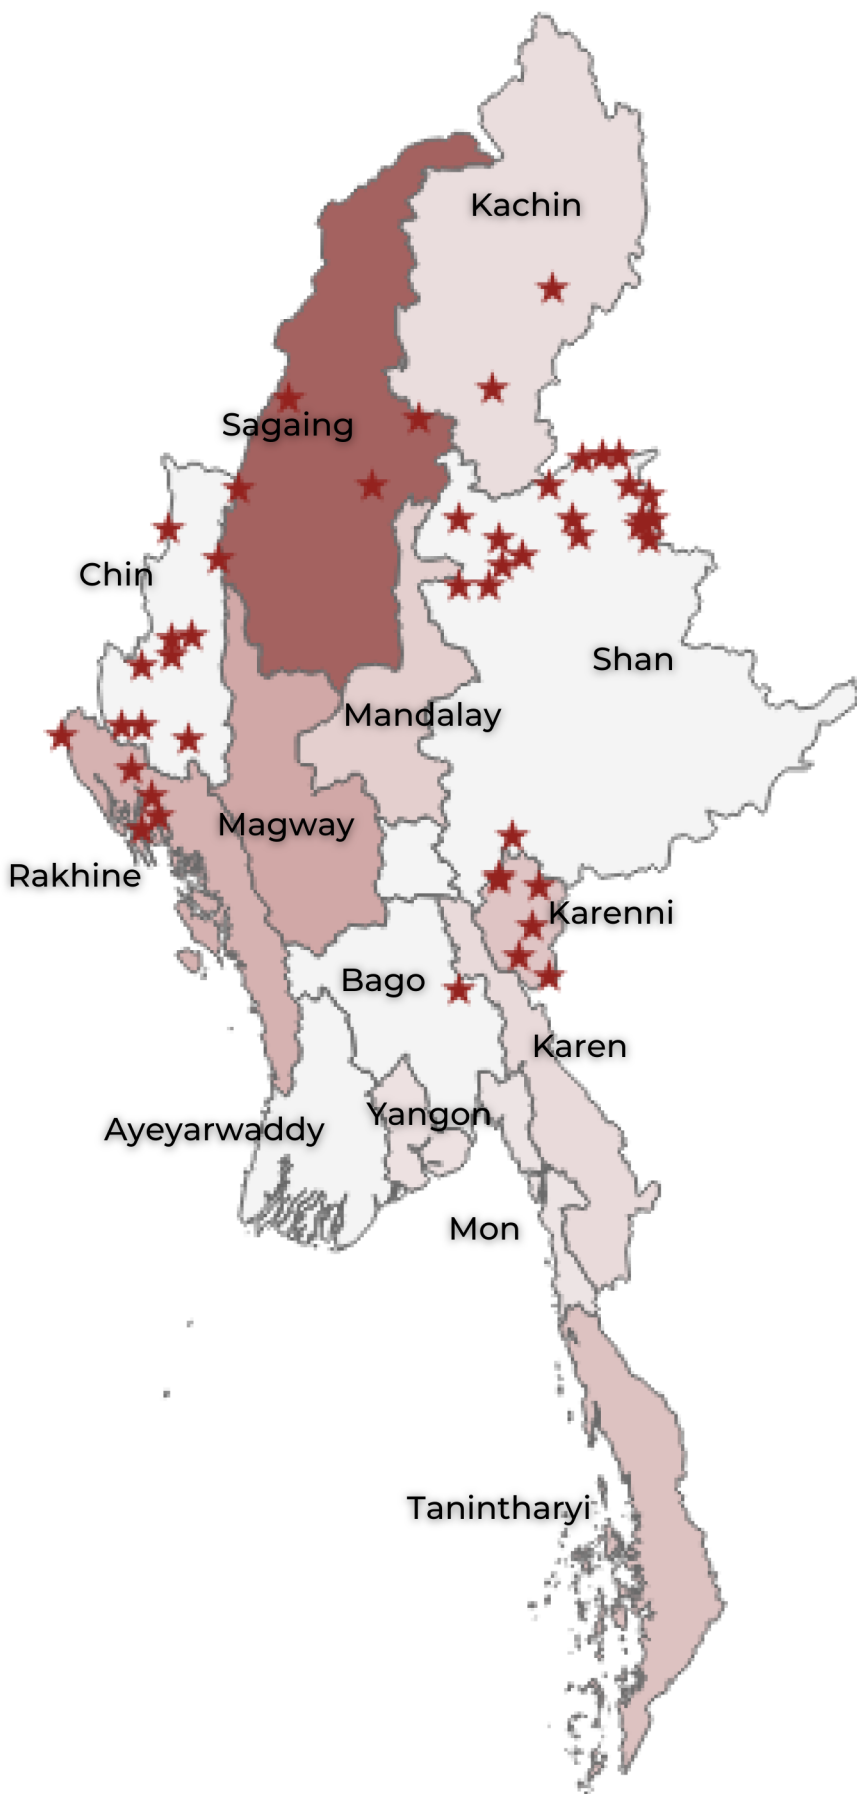 Kachin
Sagaing
Chin
Shan
Mandalay
Magway
Rakhine
Karenni
Bago
Karen
Yangon
Ayeyarwaddy
Mon
Tanintharyi